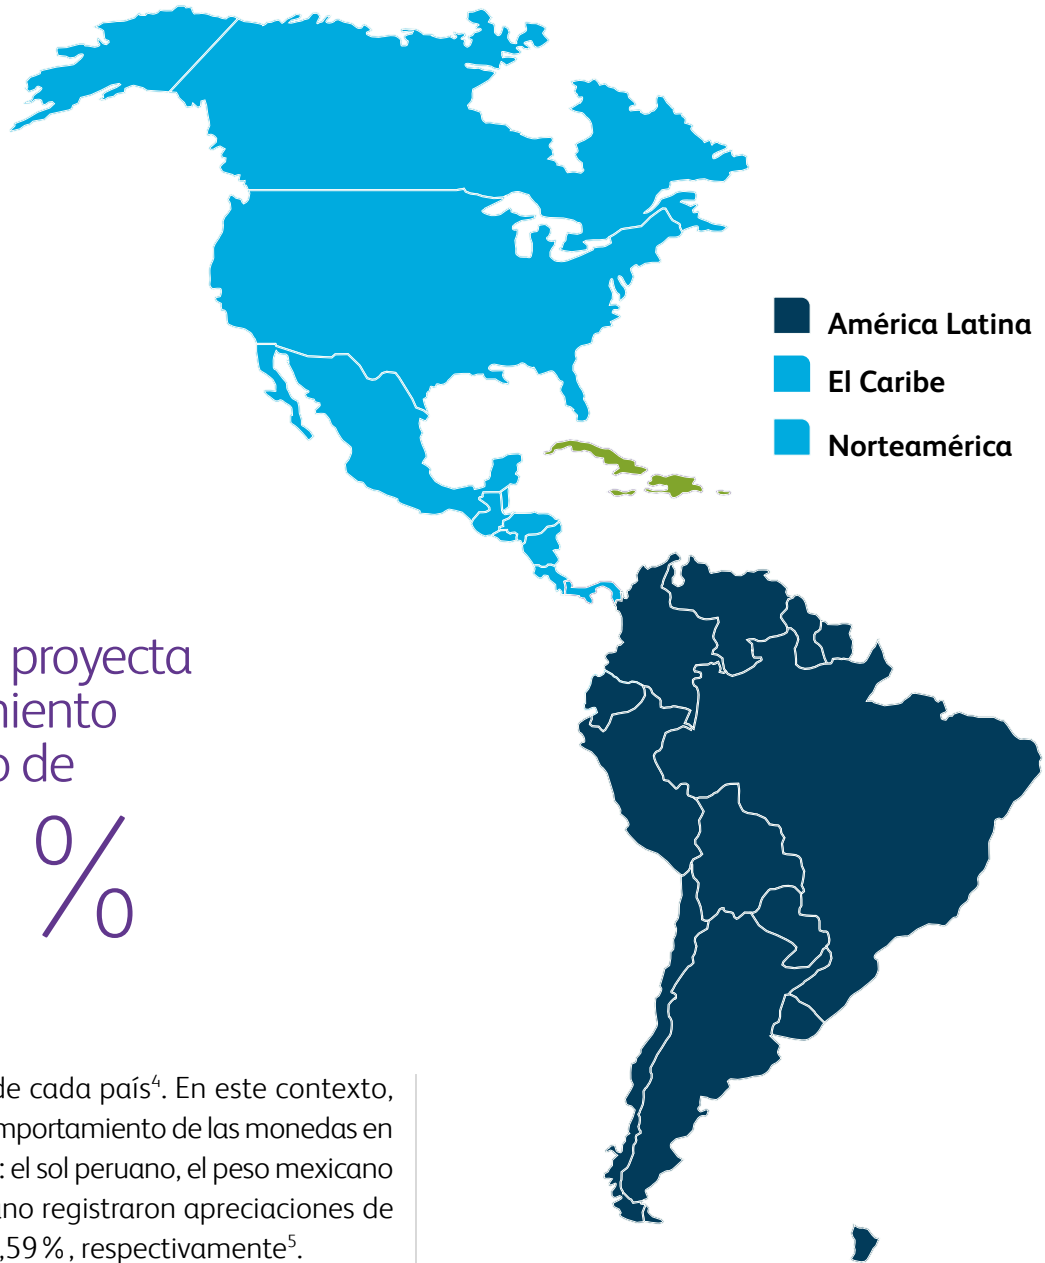 América Latina
El Caribe
Norteamérica
proyecta
miento
o de
%
de cada país⁴. En este contexto,
mportamiento de las monedas en
: el sol peruano, el peso mexicano
no registraron apreciaciones de
,59 %, respectivamente⁵.